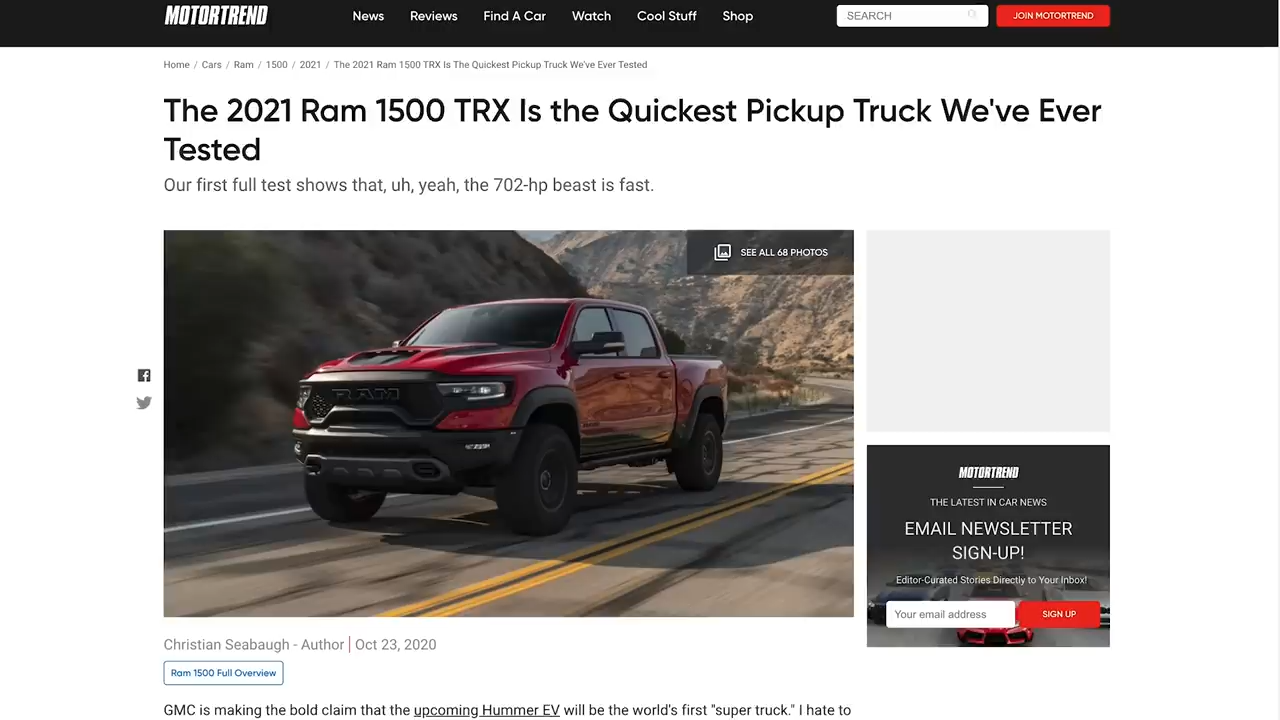 MOTORTREND
News Reviews Find A Car Watch Cool Stuff Shop
SEARCH
JOIN MOTORTREND
Home / Cars / Ram / 1500 / 2021 / The 2021 Ram 1500 TRX Is The Quickest Pickup Truck We've Ever Tested
The 2021 Ram 1500 TRX Is the Quickest Pickup Truck We've Ever
Tested
Our first full test shows that, uh, yeah, the 702-hp beast is fast.
SEE ALL 68 PHOTOS
RAM
MOTORTREND
THE LATEST IN CAR NEWS
EMAIL NEWSLETTER
SIGN-UP!
Editor-Curated Stories Directly to Your Inbox!
Your email address
SIGN UP
Christian Seabaugh - Author | Oct 23, 2020
Ram 1500 Full Overview
GMC is making the bold claim that the upcoming Hummer EV will be the world's first "super truck." I hate to